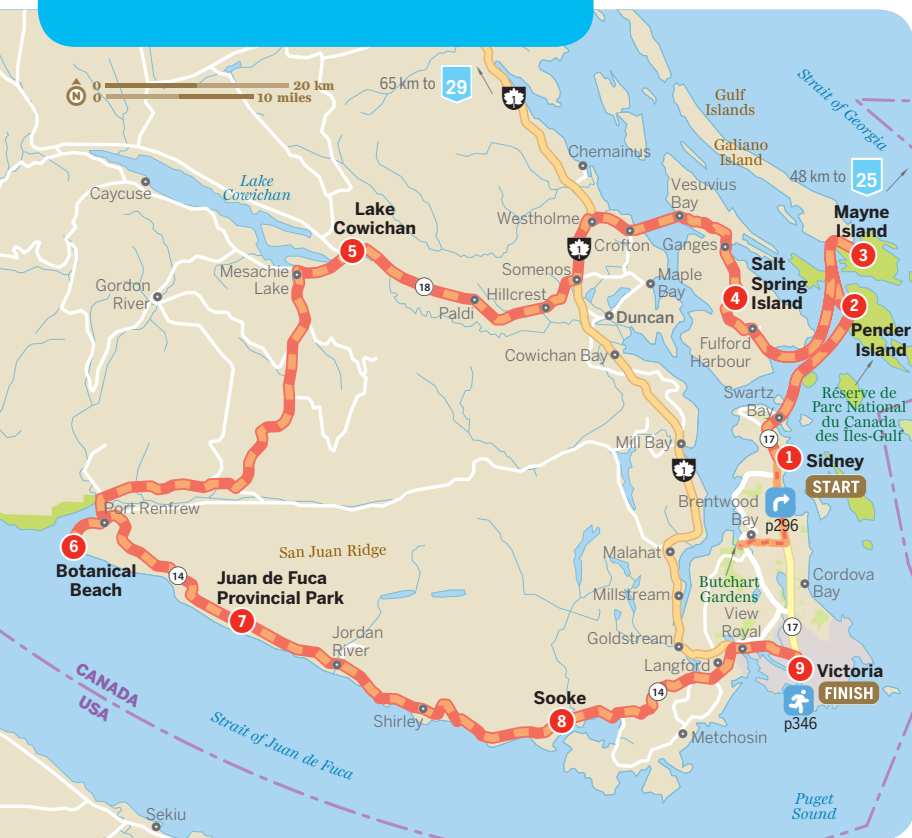 0 20 km
N 0 10 miles
65 km to 29
1
Gulf
Islands
Strait of Georgia
Galiano
Island
48 km to 25
Chemainus
Caycuse
Lake
Cowichan
Lake
Cowichan
5
Vesuvius
Bay
Westholme
Crofton
Ganges
Mayne
Island
3
1
Somenos
Salt
Spring
Island
4
2
Pender
Island
Mesachie
Lake
Gordon
River
18
Paldi
Hillcrest
Maple
Bay
Duncan
Fulford
Harbour
Cowichan Bay
Réserve de
Parc National
du Canada
des Îles-Gulf
Swartz
Bay
17
Mill Bay
1
1 Sidney
START
p296
Brentwood
Bay
Port Renfrew
6
Botanical
Beach
San Juan Ridge
14
Juan de Fuca
Provincial Park
7
Malahat
Millstream
Butchart
Gardens
Cordova
Bay
View
Royal
17
Goldstream
Langford
Jordan
River
9 Victoria
FINISH
p346
14
Sooke
8
Shirley
Metchosin
CANADA
USA
Strait of Juan de Fuca
Puget
Sound
Sekiu